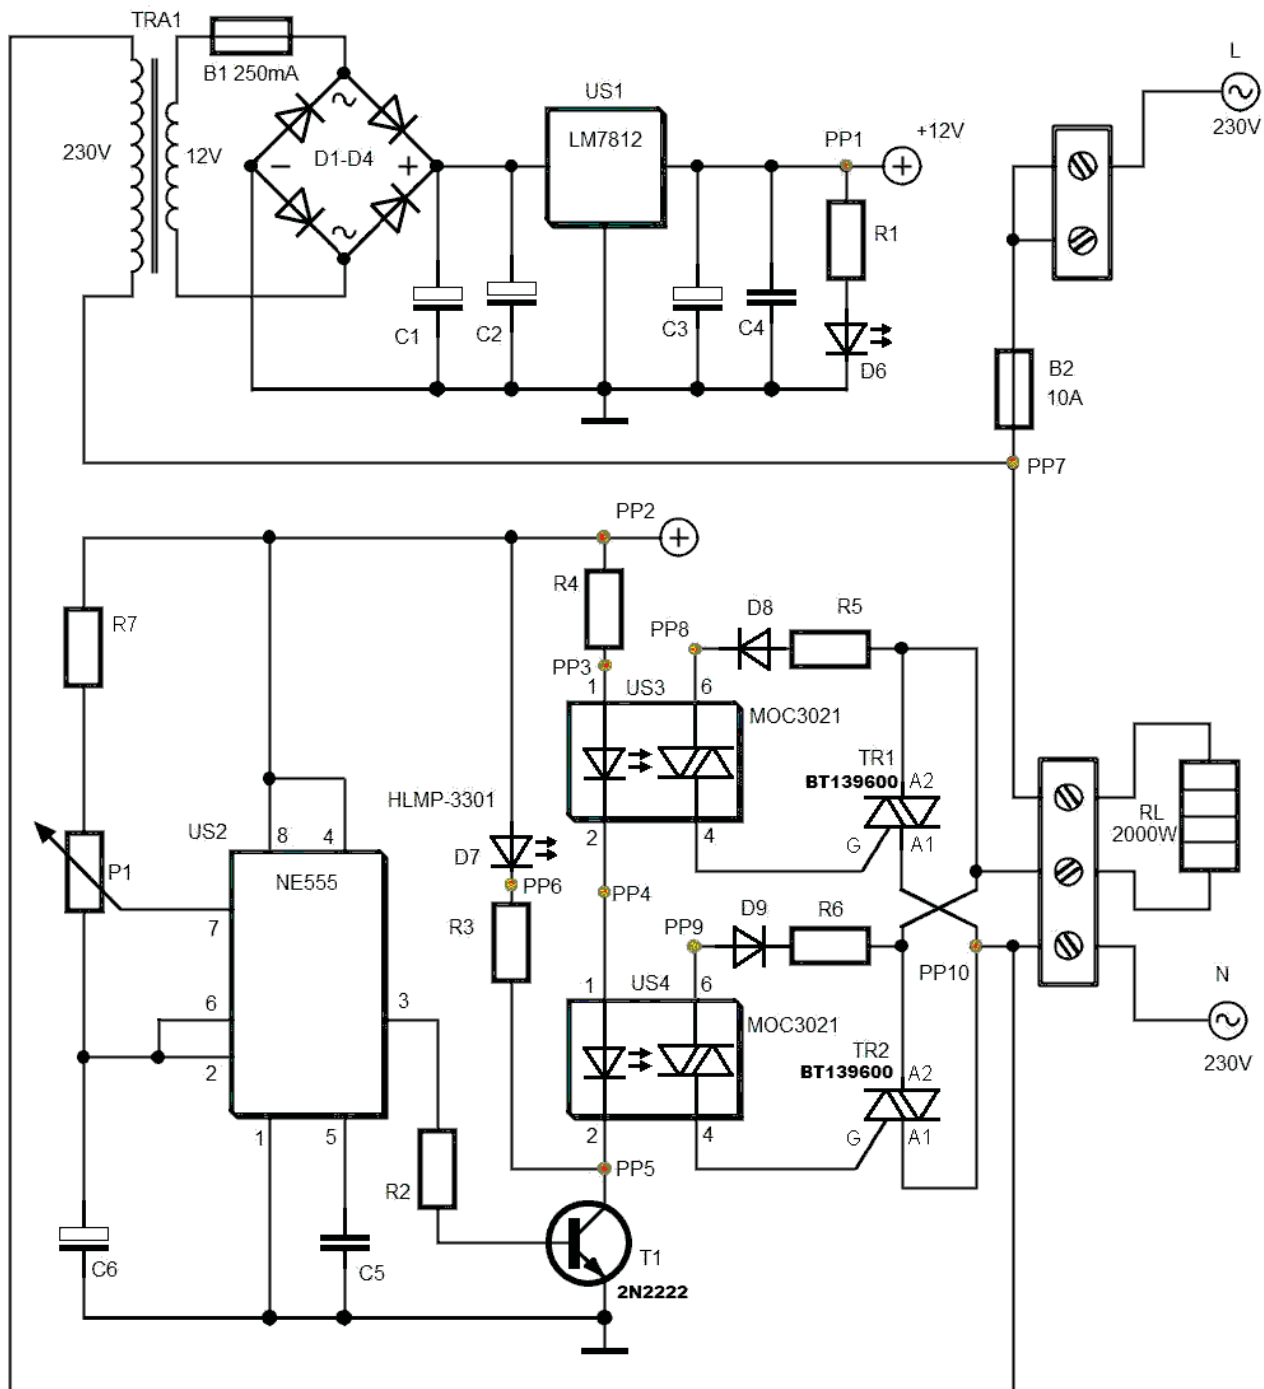 TRA1
B1 250mA
L
230V
US1
LM7812
+12V
PP1
230V
12V
D1-D4
R1
C1
C2
C3
C4
D6
B2
10A
PP7
PP2
R4
D8
R5
R7
PP8
PP3
1
US3
6
MOC3021
TR1
BT139600
A2
HLMP-3301
RL
2000W
US2
8
4
2
4
G
A1
D7
P1
NE555
PP6
PP4
7
R3
D9
R6
PP9
PP10
N
1
US4
6
6
3
MOC3021
TR2
BT139600
A2
230V
2
1
5
2
4
G
A1
PP5
R2
C6
C5
T1
2N2222